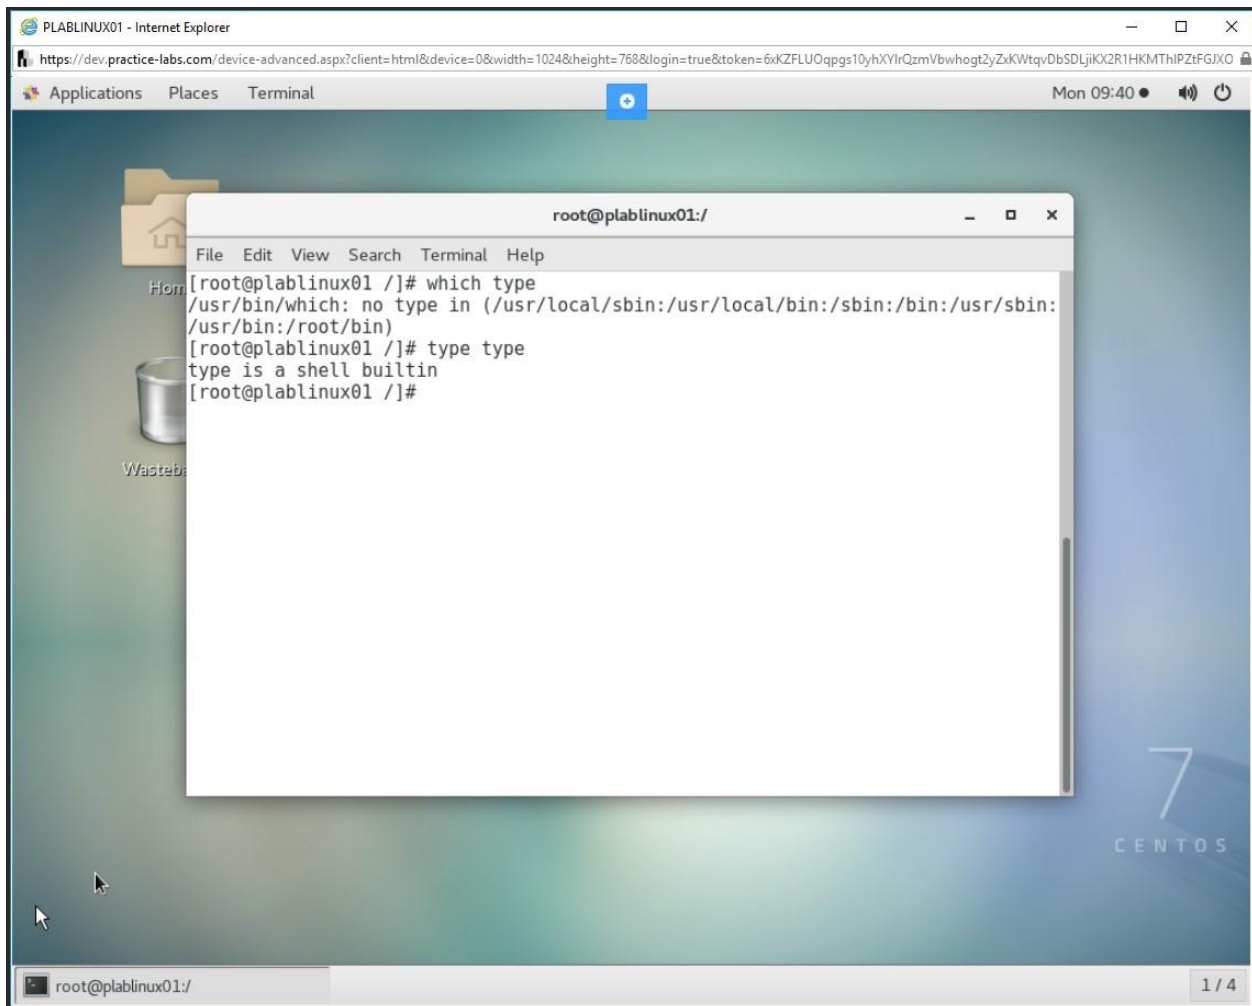 PLABLINUX01 - Internet Explorer
https://dev.practice-labs.com/device-advanced.aspx?client=html&device=0&width=1024&height=768&login=true&token=6xKZFLUOqpgs10yhXYIrQzmVbwhogt2yZxKWtqvDbSDLjiKX2R1HKMThIPZtFGJXO
Applications Places Terminal Mon 09:40
root@plablinux01:/
File Edit View Search Terminal Help
[root@plablinux01 /]# which type
/usr/bin/which: no type in (/usr/local/sbin:/usr/local/bin:/sbin:/bin:/usr/sbin:
/usr/bin:/root/bin)
[root@plablinux01 /]# type type
type is a shell builtin
[root@plablinux01 /]#
Hom
Wasteb
7
CENTOS
root@plablinux01:/
1 / 4